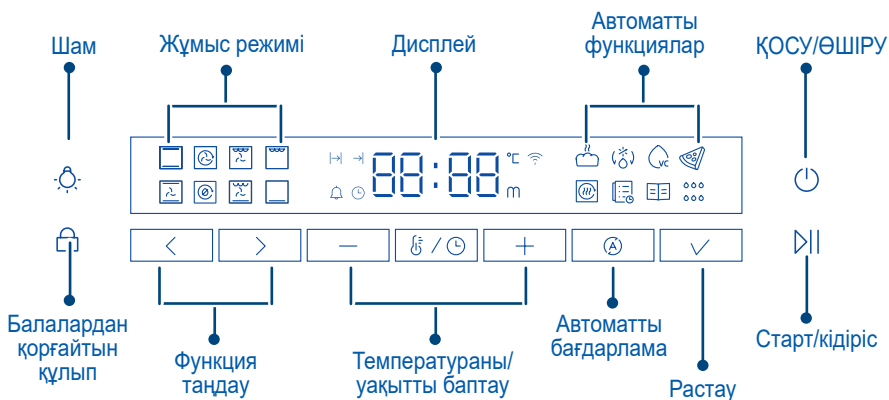 Шам
Жұмыс режимі
Дисплей
Автоматты
функциялар
ҚОСУ/ӨШІРУ
88:88
°C
VC
m
A
Балалардан
қорғайтын
құлып
Функция
таңдау
Температураны/
уақытты баптау
Автоматты
бағдарлама
Растау
Старт/кідіріс